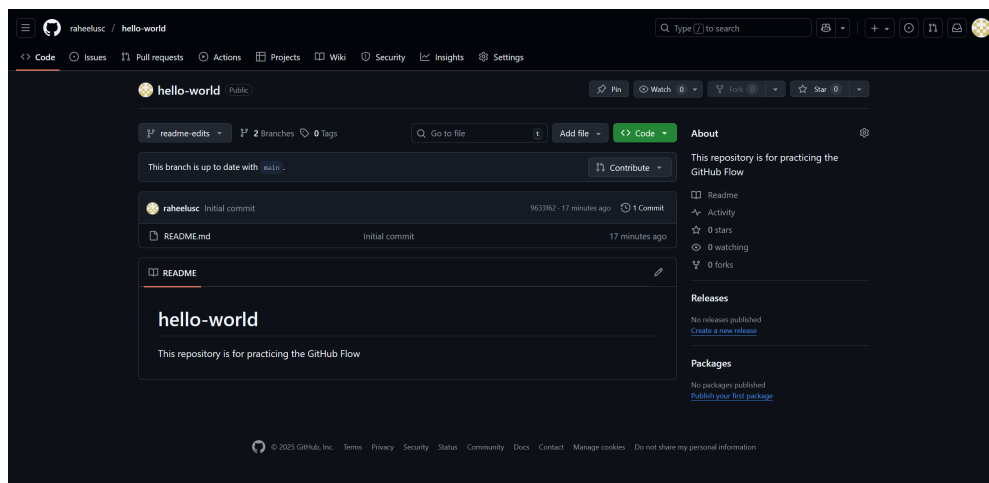 raheelusc / hello-world
Type / to search
Code Issues Pull requests Actions Projects Wiki Security Insights Settings
hello-world Public
Pin Watch 0 Fork 0 Star 0
readme-edits 2 Branches 0 Tags Go to file t Add file Code
This branch is up to date with main .
Contribute
raheelusc Initial commit 9633f62 · 17 minutes ago 1 Commit
README.md Initial commit 17 minutes ago
README
hello-world
This repository is for practicing the GitHub Flow
About
This repository is for practicing the
GitHub Flow
Readme
Activity
0 stars
0 watching
0 forks
Releases
No releases published
Create a new release
Packages
No packages published
Publish your first package
© 2025 GitHub, Inc. Terms Privacy Security Status Community Docs Contact Manage cookies Do not share my personal information